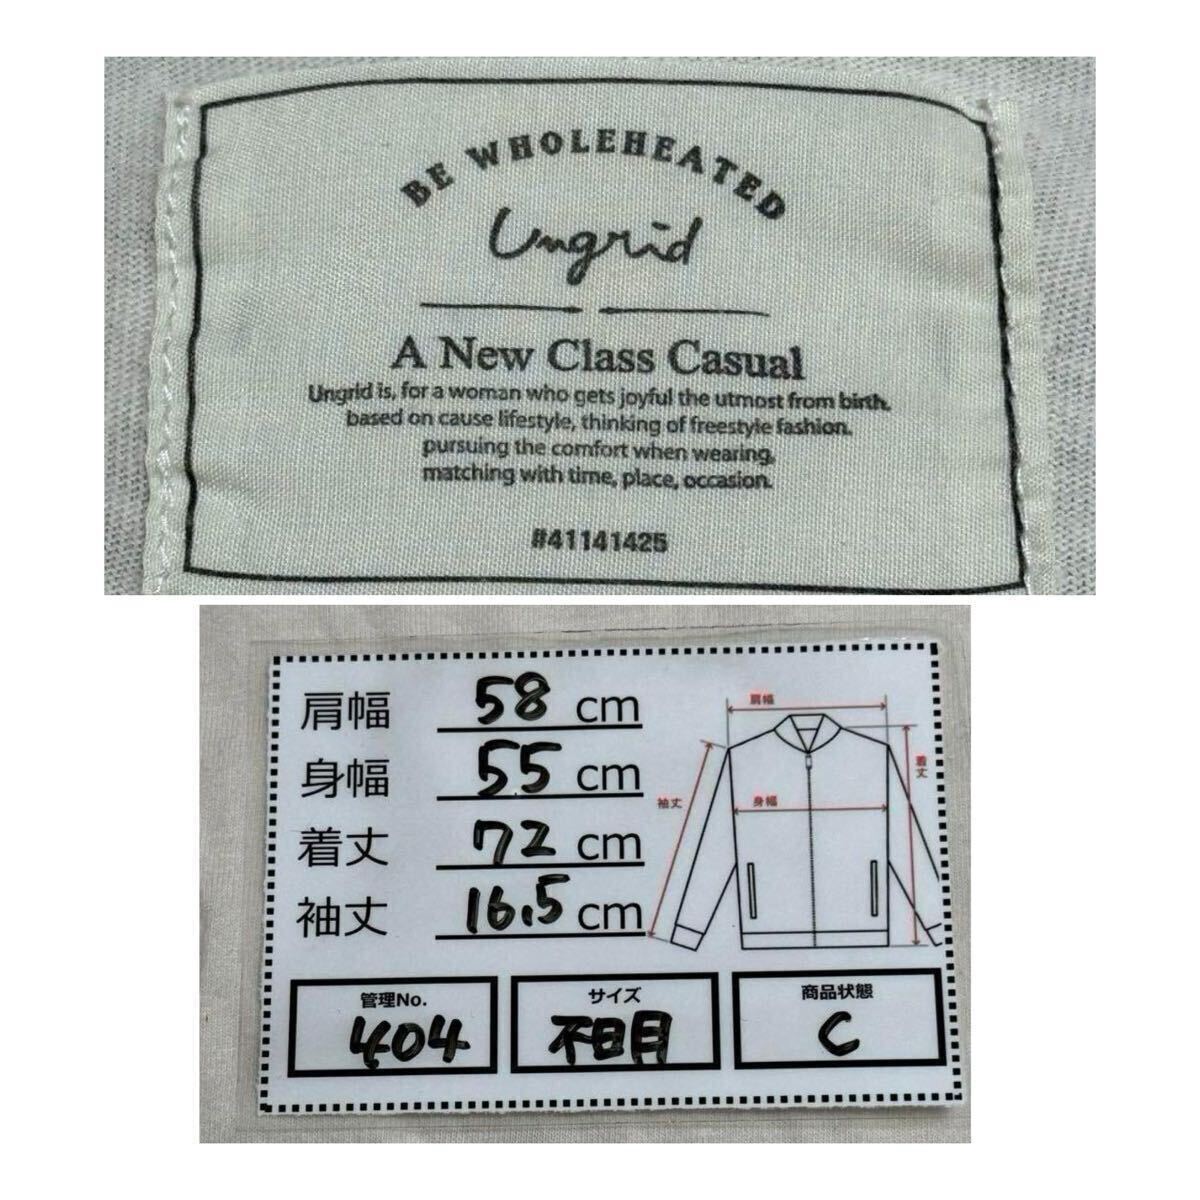 BE WHOLEHEATED
Ungrid
A New Class Casual
Ungrid is, for a woman who gets joyful the utmost from birth.
based on cause lifestyle, thinking of freestyle fashion.
pursuing the comfort when wearing,
matching with time, place, occasion.
#41141425
肩幅 58 cm
身幅 55 cm
着丈 72 cm
袖丈 16.5 cm
肩幅
着丈
袖丈
身幅
管理No.
404
サイズ
不明
商品状態
C